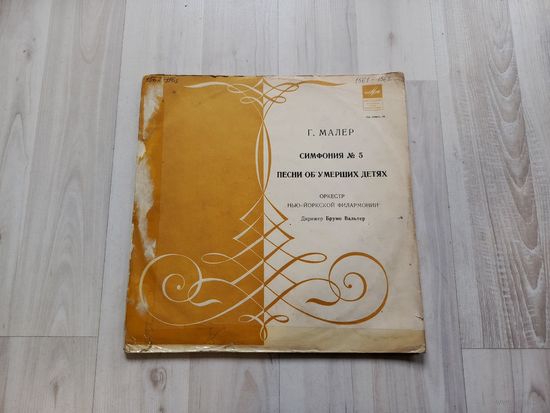 Г. МАЛЕР
СИМФОНИЯ № 5
ПЕСНИ ОБ УМЕРШИХ ДЕТЯХ
ОРКЕСТР
НЬЮ-ЙОРКСКОЙ ФИЛАРМОНИИ
Дирижер Бруно Вальтер